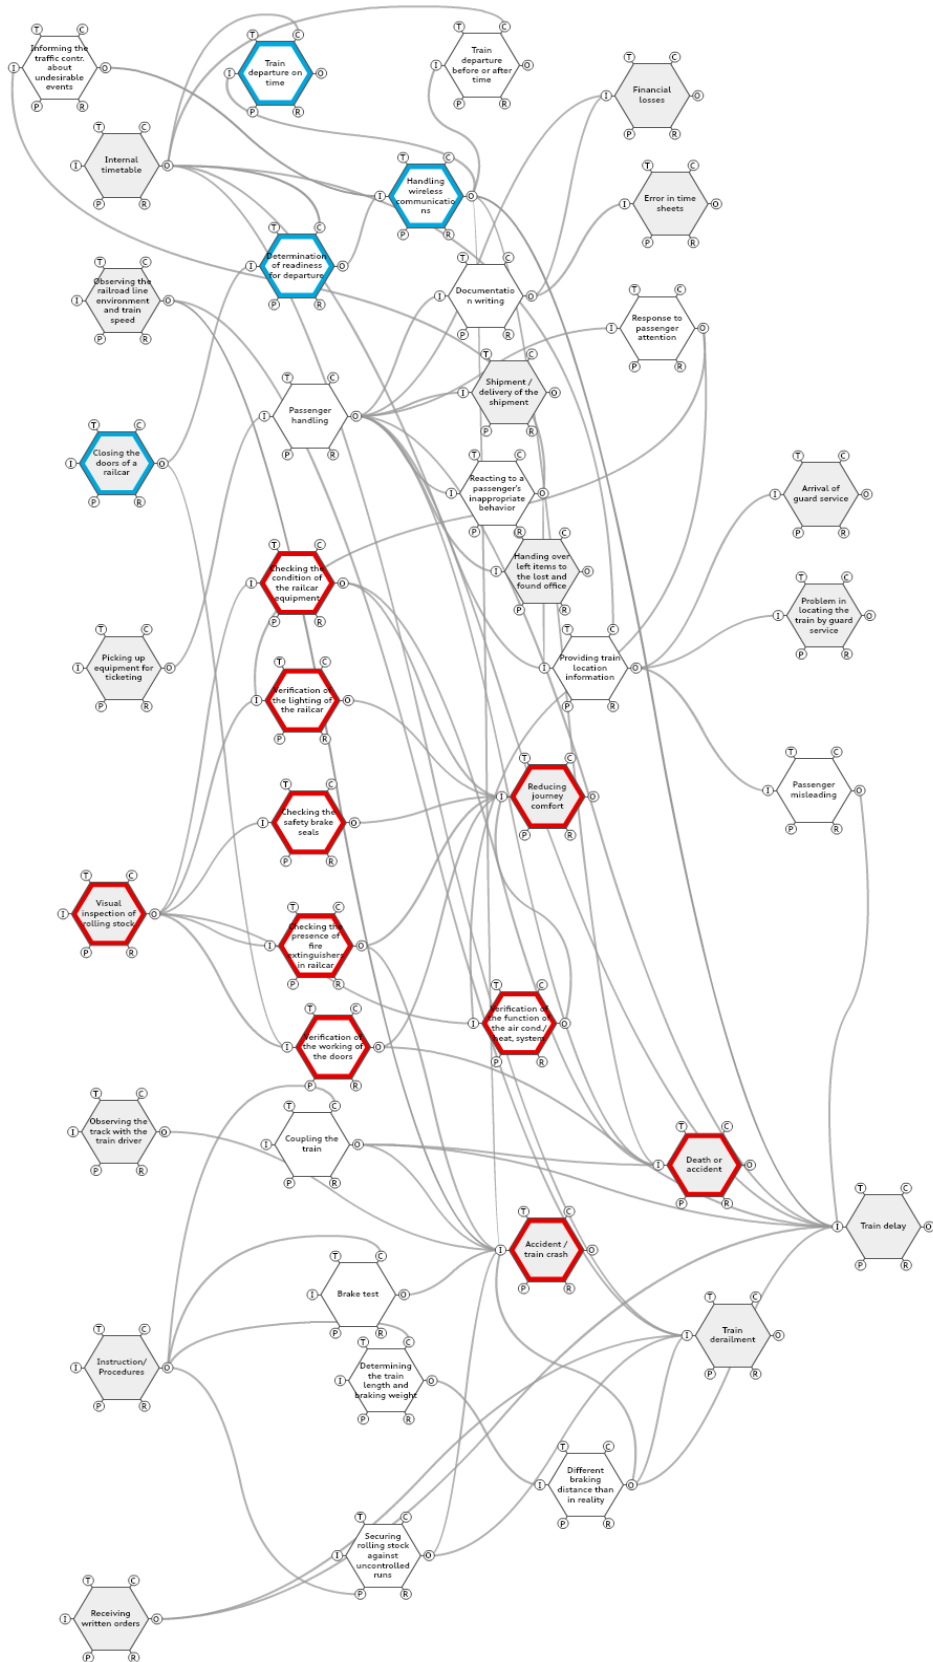 Informing the
traffic contr.
about
undesirable
events
Train
departure on
time
Train
departure
before or after
time
Financial
losses
Internal
timetable
Handling
wireless
communicatio
ns
Error in time
sheets
Determination
of readiness
for departure
Observing the
railroad line
environment
and train
speed
Documentatio
n writing
Response to
passenger
attention
Passenger
handling
Shipment /
delivery of the
shipment
Closing the
doors of a
railcar
Reacting to a
passenger's
inappropriate
behavior
Arrival of
guard service
Checking the
condition of
the railcar
equipment
Handing over
left items to
the lost and
found office
Problem in
locating the
train by guard
service
Picking up
equipment for
ticketing
Verification of
the lighting of
the railcar
Providing train
location
information
Checking the
safety brake
seals
Reducing
journey
comfort
Passenger
misleading
Visual
inspection of
rolling stock
Checking the
presence of
fire
extinguishers
in railcar
Verification of
the working of
the doors
Verification of
the function of
the air cond./
heat, system
Observing the
track with the
train driver
Coupling the
train
Death or
accident
Accident /
train crash
Train delay
Brake test
Train
derailment
Instruction/
Procedures
Determining
the train
length and
braking weight
Different
braking
distance than
in reality
Securing
rolling stock
against
uncontrolled
runs
Receiving
written orders